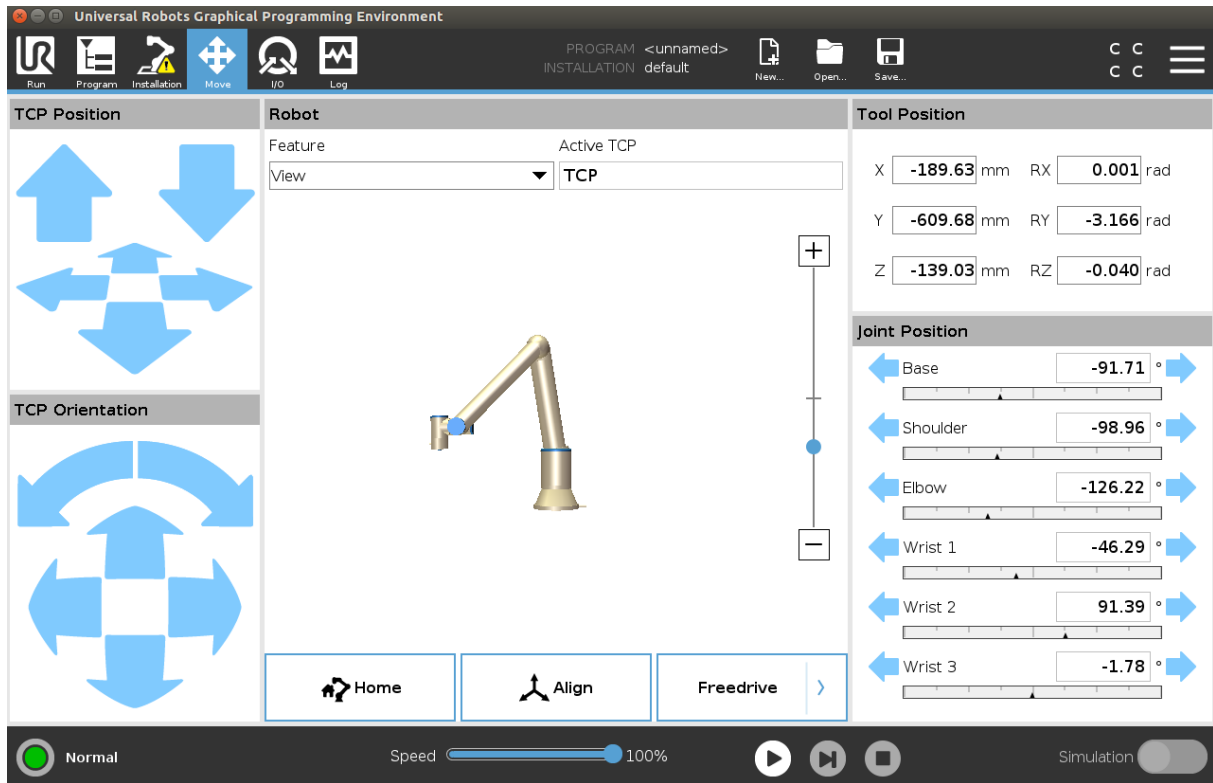 Universal Robots Graphical Programming Environment
PROGRAM <unnamed>
INSTALLATION default
C C
C C
Run Program Installation Move I/O Log New... Open... Save...
TCP Position
Robot
Feature Active TCP
View TCP
Tool Position
X -189.63 mm RX 0.001 rad
Y -609.68 mm RY -3.166 rad
Z -139.03 mm RZ -0.040 rad
Joint Position
Base -91.71 °
Shoulder -98.96 °
Elbow -126.22 °
Wrist 1 -46.29 °
Wrist 2 91.39 °
Wrist 3 -1.78 °
TCP Orientation
Home Align Freedrive
Normal Speed 100% Simulation